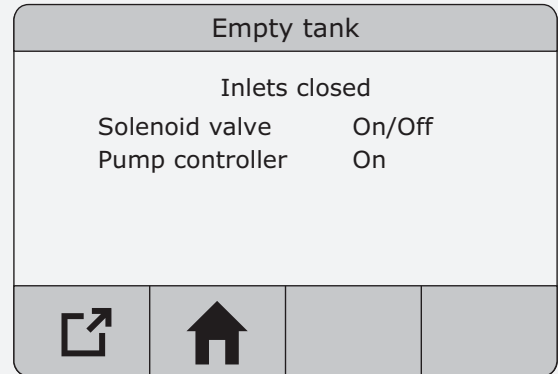 Empty tank
Inlets closed
Solenoid valve On/Off
Pump controller On